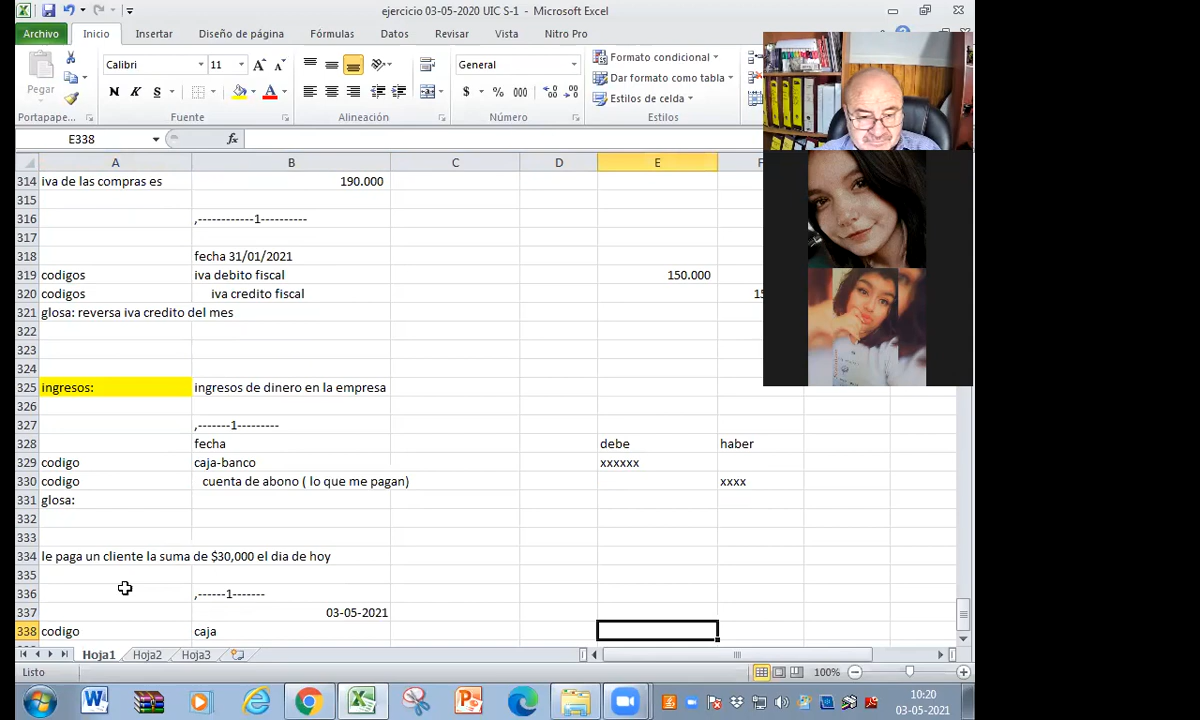 ejercicio 03-05-2020 UIC S-1 - Microsoft Excel
Archivo Inicio Insertar Diseño de página Fórmulas Datos Revisar Vista Nitro Pro
Pegar
Calibri 11
N K S
General
$ % 000
Formato condicional
Dar formato como tabla
Estilos de celda
Portapape... Fuente Alineación Número Estilos
E338 fx
A B C D E F
314 iva de las compras es 190.000
315
316 ,------------1----------
317
318 fecha 31/01/2021
319 codigos iva debito fiscal 150.000
320 codigos iva credito fiscal 15
321 glosa: reversa iva credito del mes
322
323
324
325 ingresos: ingresos de dinero en la empresa
326
327 ,-------1---------
328 fecha debe haber
329 codigo caja-banco xxxxxx
330 codigo cuenta de abono ( lo que me pagan) xxxx
331 glosa:
332
333
334 le paga un cliente la suma de $30,000 el dia de hoy
335
336 ,------1-------
337 03-05-2021
338 codigo caja
Hoja1 Hoja2 Hoja3
Listo 100%
10:20
03-05-2021